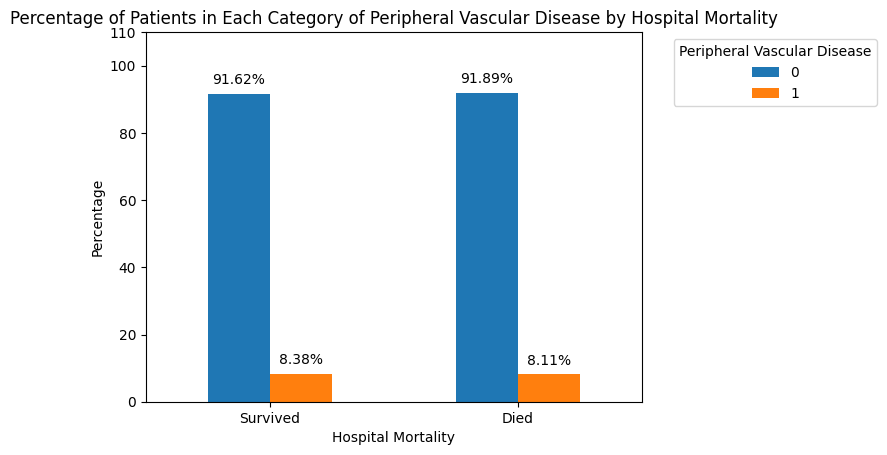 Percentage of Patients in Each Category of Peripheral Vascular Disease by Hospital Mortality
110
100
80
60
40
20
0
Percentage
91.62%
8.38%
91.89%
8.11%
Survived
Died
Hospital Mortality
Peripheral Vascular Disease
0
1